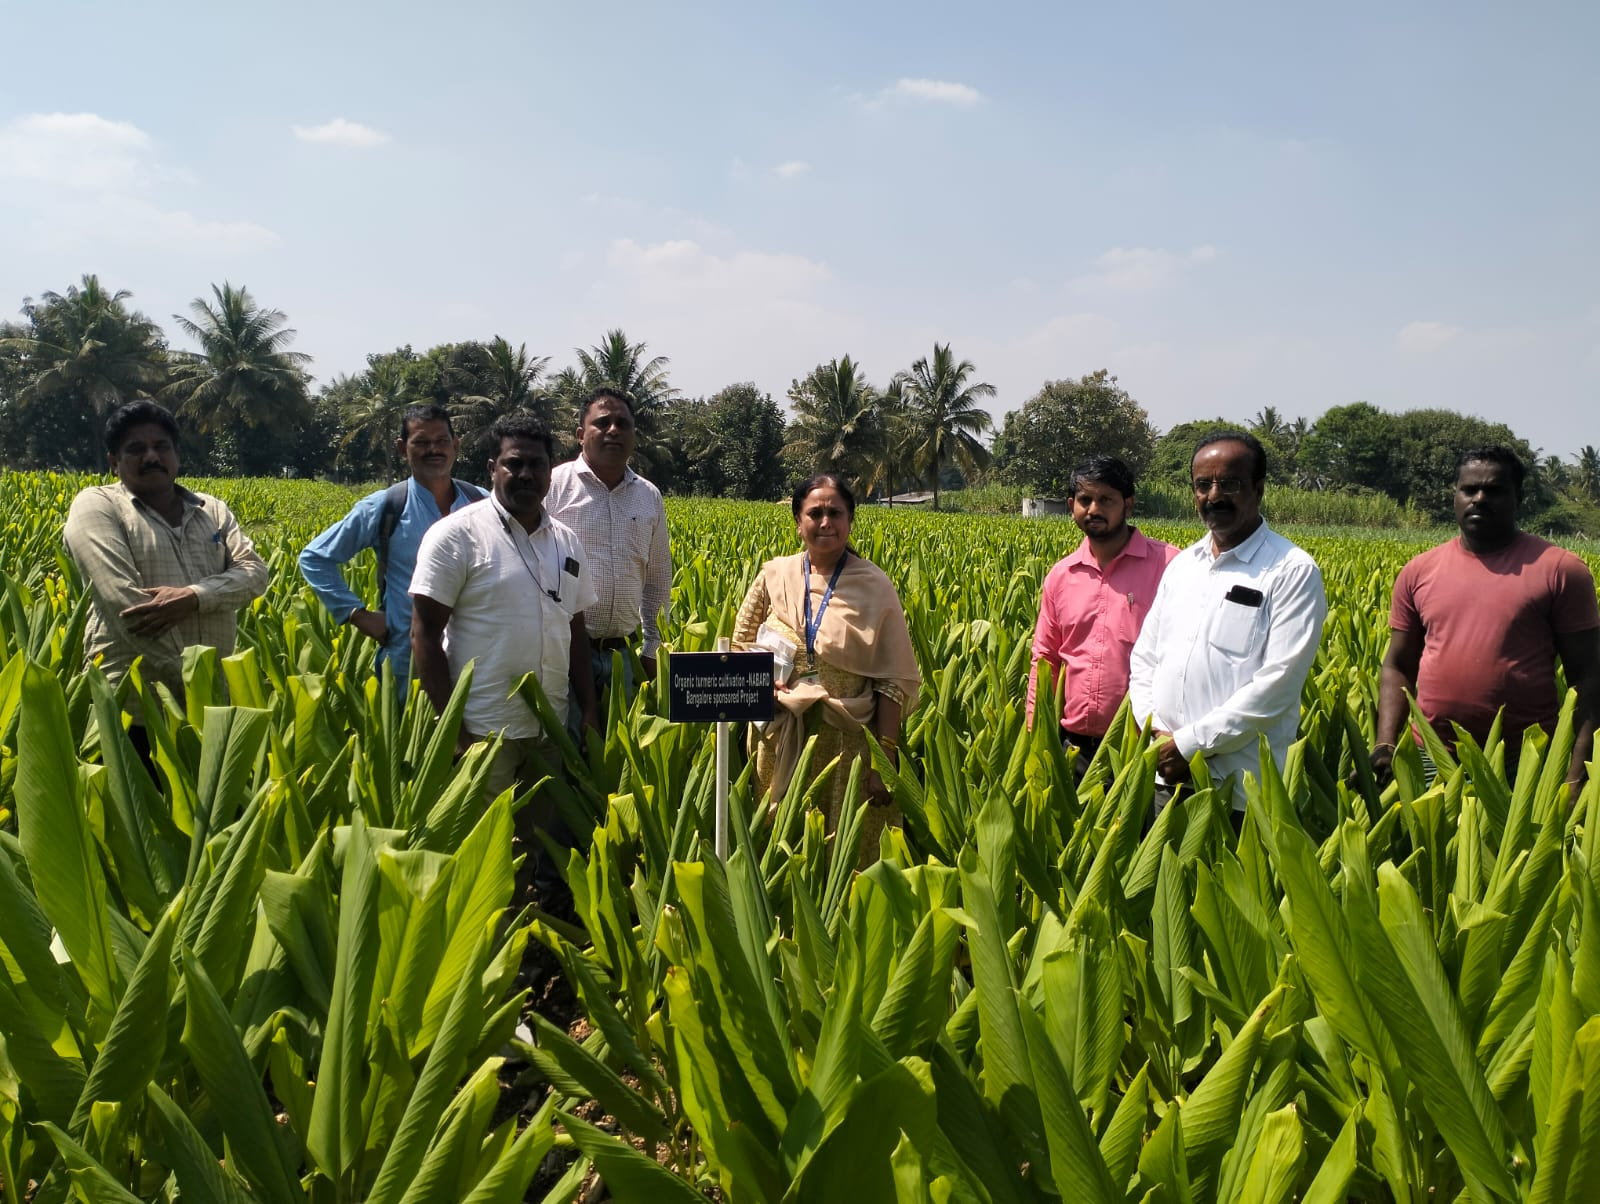 Organic turmeric cultivation -NABARD
Bangalore sponsored Project